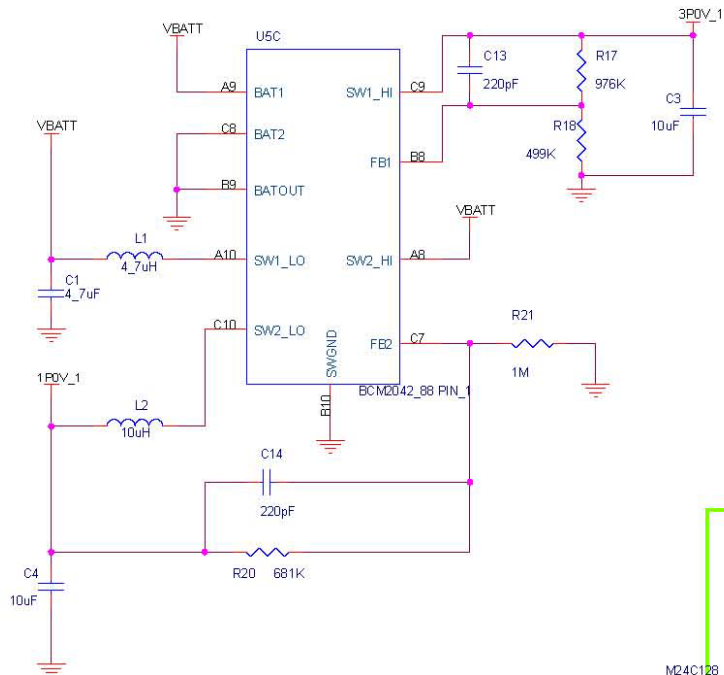 3P0V_1
VBATT
U5C
C13
220pF
R17
976K
C3
10uF
A9
BAT1
SW1_HI
C9
C8
BAT2
R18
499K
VBATT
FB1
B8
B9
BATOUT
VBATT
L1
4_7uH
A10
SW1_LO
SW2_HI
A8
C1
4_7uF
C10
SW2_LO
SWGND
FB2
C7
R21
1M
1P0V_1
BCM2042_88 PIN_1
B10
L2
10uH
C14
220pF
C4
10uF
R20
681K
M24C128